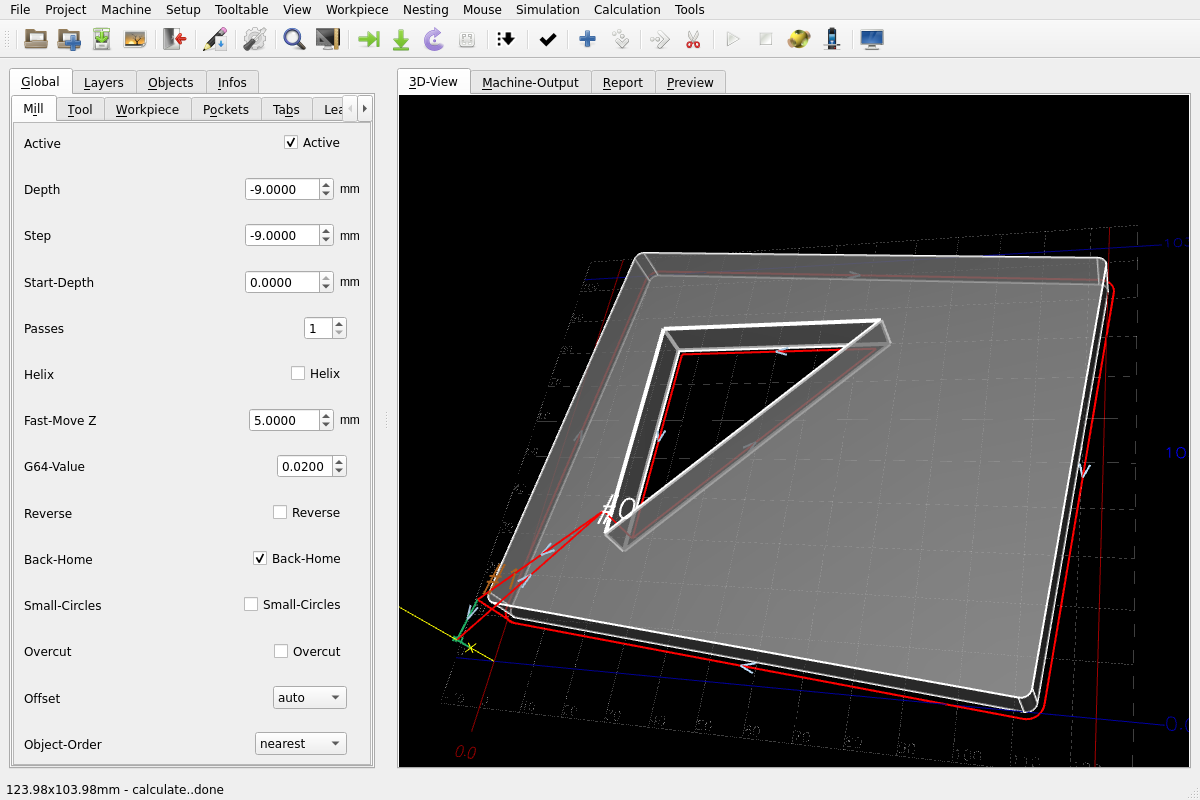 File Project Machine Setup Tooltable View Workpiece Nesting Mouse Simulation Calculation Tools
Global Layers Objects Infos
3D-View Machine-Output Report Preview
Mill Tool Workpiece Pockets Tabs Lea
Active Active
Depth -9.0000 mm
Step -9.0000 mm
Start-Depth 0.0000 mm
Passes 1
Helix Helix
Fast-Move Z 5.0000 mm
G64-Value 0.0200
Reverse Reverse
Back-Home Back-Home
Small-Circles Small-Circles
Overcut Overcut
Offset auto
Object-Order nearest
0.0
123.98x103.98mm - calculate..done